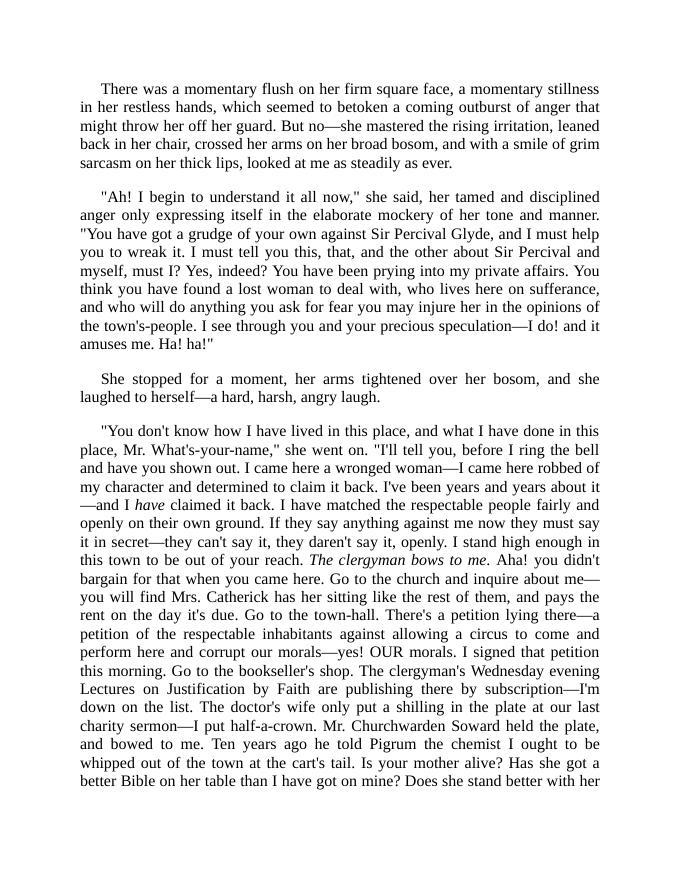 There was a momentary flush on her firm square face, a momentary stillness
in her restless hands, which seemed to betoken a coming outburst of anger that
might throw her off her guard. But no—she mastered the rising irritation, leaned
back in her chair, crossed her arms on her broad bosom, and with a smile of grim
sarcasm on her thick lips, looked at me as steadily as ever.
"Ah! I begin to understand it all now," she said, her tamed and disciplined
anger only expressing itself in the elaborate mockery of her tone and manner.
"You have got a grudge of your own against Sir Percival Glyde, and I must help
you to wreak it. I must tell you this, that, and the other about Sir Percival and
myself, must I? Yes, indeed? You have been prying into my private affairs. You
think you have found a lost woman to deal with, who lives here on sufferance,
and who will do anything you ask for fear you may injure her in the opinions of
the town's-people. I see through you and your precious speculation—I do! and it
amuses me. Ha! ha!"
She stopped for a moment, her arms tightened over her bosom, and she
laughed to herself—a hard, harsh, angry laugh.
"You don't know how I have lived in this place, and what I have done in this
place, Mr. What's-your-name," she went on. "I'll tell you, before I ring the bell
and have you shown out. I came here a wronged woman—I came here robbed of
my character and determined to claim it back. I've been years and years about it
—and I have claimed it back. I have matched the respectable people fairly and
openly on their own ground. If they say anything against me now they must say
it in secret—they can't say it, they daren't say it, openly. I stand high enough in
this town to be out of your reach. The clergyman bows to me. Aha! you didn't
bargain for that when you came here. Go to the church and inquire about me—
you will find Mrs. Catherick has her sitting like the rest of them, and pays the
rent on the day it's due. Go to the town-hall. There's a petition lying there—a
petition of the respectable inhabitants against allowing a circus to come and
perform here and corrupt our morals—yes! OUR morals. I signed that petition
this morning. Go to the bookseller's shop. The clergyman's Wednesday evening
Lectures on Justification by Faith are publishing there by subscription—I'm
down on the list. The doctor's wife only put a shilling in the plate at our last
charity sermon—I put half-a-crown. Mr. Churchwarden Soward held the plate,
and bowed to me. Ten years ago he told Pigrum the chemist I ought to be
whipped out of the town at the cart's tail. Is your mother alive? Has she got a
better Bible on her table than I have got on mine? Does she stand better with her